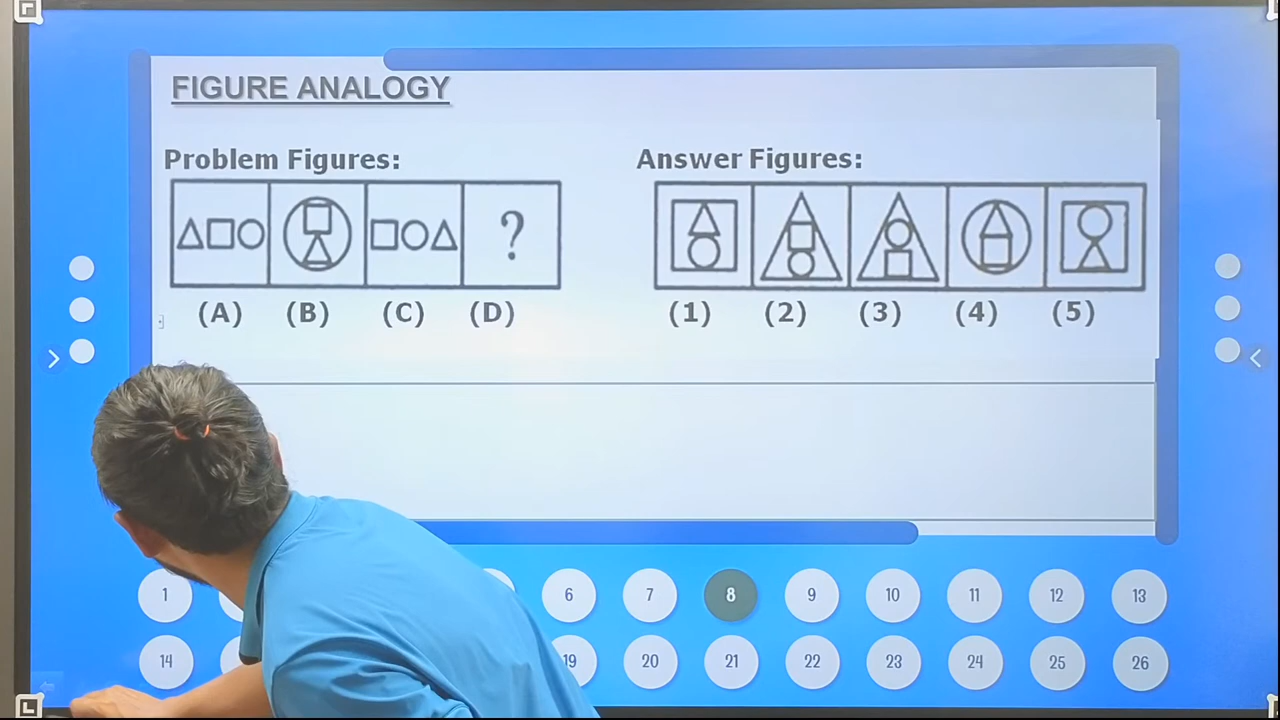 FIGURE ANALOGY
Problem Figures:
Answer Figures:
?
(A) (B) (C) (D)
(1) (2) (3) (4) (5)
1 6 7 8 9 10 11 12 13
14 19 20 21 22 23 24 25 26